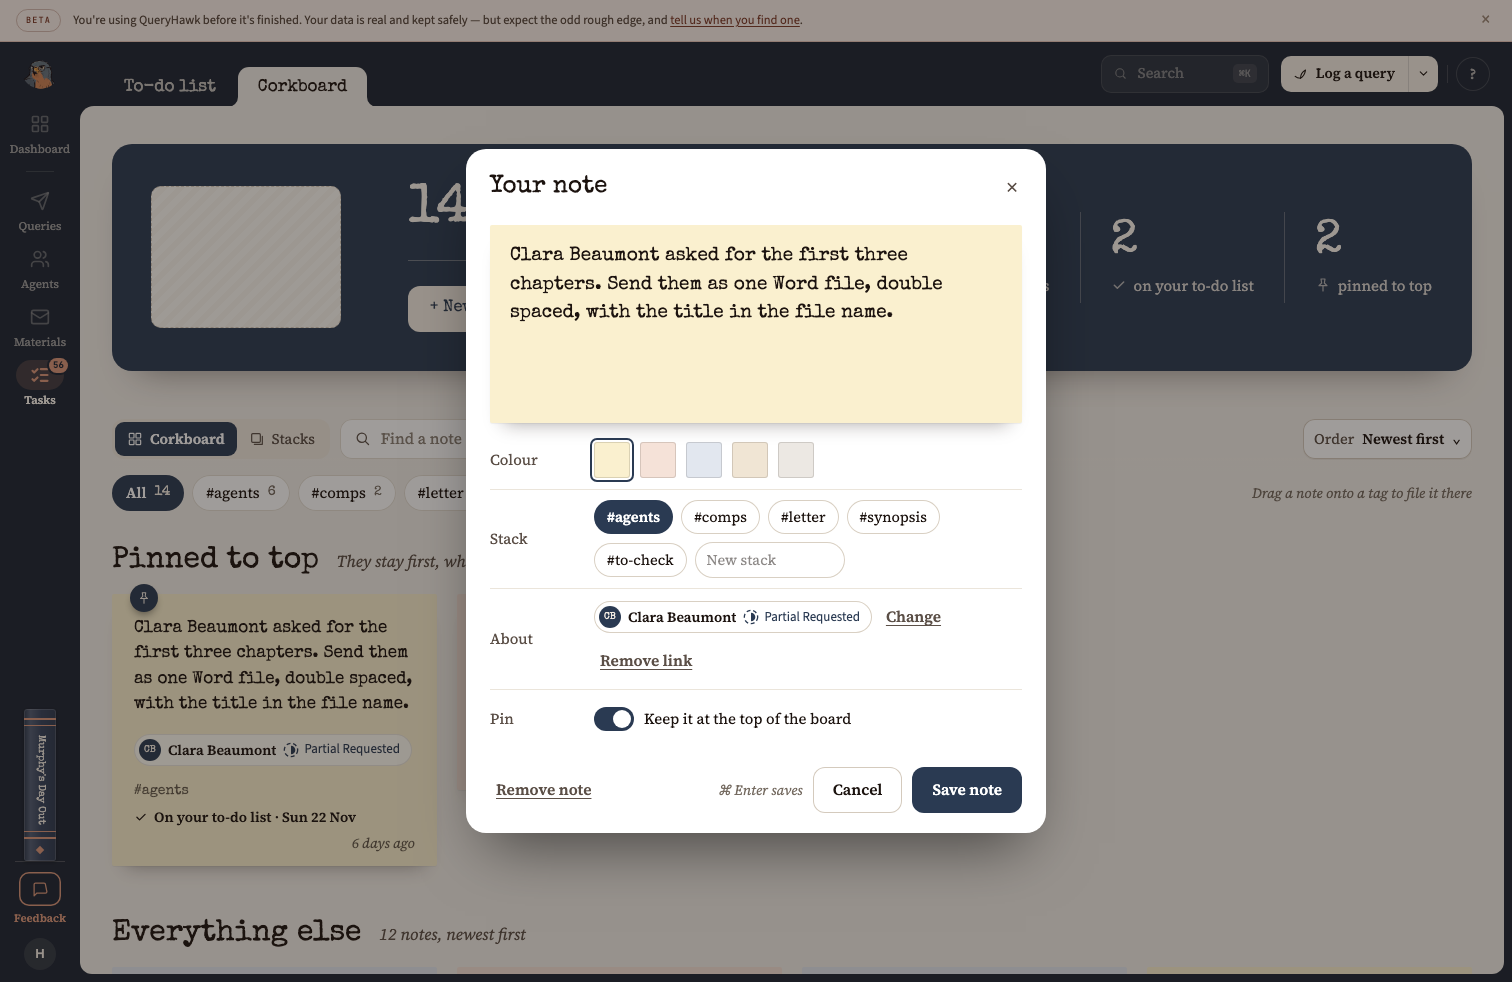 BETA
You're using QueryHawk before it's finished. Your data is real and kept safely — but expect the odd rough edge, and tell us when you find one.
×
To-do list
Corkboard
Search
⌘K
Log a query
?
Dashboard
Queries
Agents
Materials
56
Tasks
Murphy's Day Out
Feedback
H
14
+ New
2
on your to-do list
2
pinned to top
Corkboard
Stacks
Find a note
Order Newest first
All 14
#agents 6
#comps 2
#letter
Drag a note onto a tag to file it there
Pinned to top
They stay first,
Clara Beaumont asked for the
first three chapters. Send them
as one Word file, double spaced,
with the title in the file name.
CB Clara Beaumont Partial Requested
#agents
On your to-do list · Sun 22 Nov
6 days ago
Everything else
12 notes, newest first
Your note
×
Clara Beaumont asked for the first three
chapters. Send them as one Word file, double
spaced, with the title in the file name.
Colour
Stack
#agents
#comps
#letter
#synopsis
#to-check
New stack
About
CB Clara Beaumont Partial Requested
Change
Remove link
Pin
Keep it at the top of the board
Remove note
⌘ Enter saves
Cancel
Save note